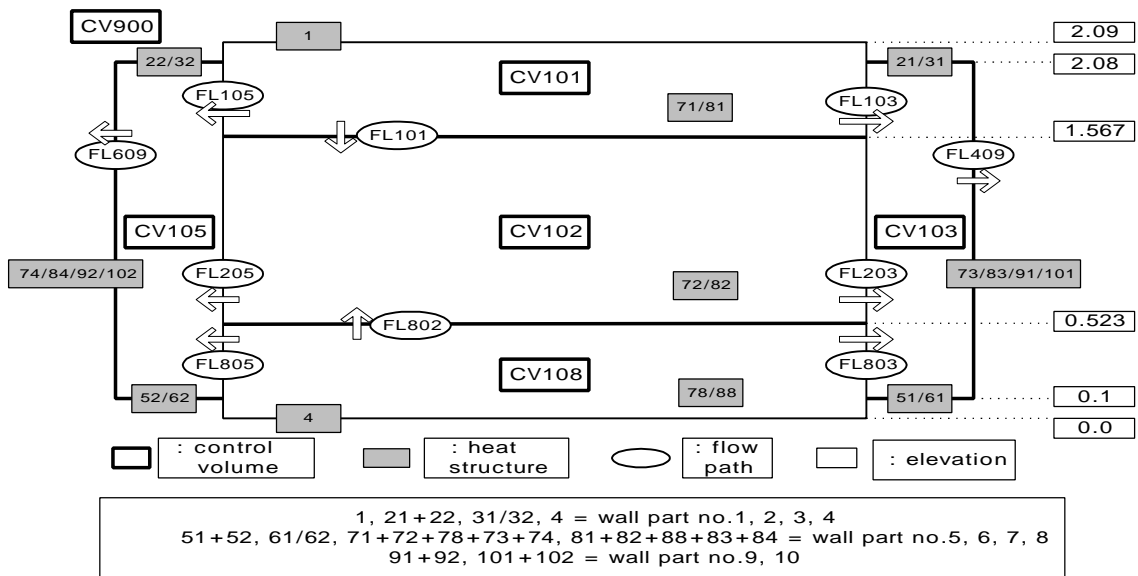 CV900
1
2.09
22/32
CV101
21/31
2.08
FL105
71/81
FL103
FL101
1.567
FL609
FL409
CV105
CV102
CV103
74/84/92/102
FL205
72/82
FL203
73/83/91/101
FL802
0.523
FL805
CV108
FL803
52/62
78/88
51/61
0.1
4
0.0
: control
volume
: heat
structure
: flow
path
: elevation
1, 21+22, 31/32, 4 = wall part no.1, 2, 3, 4
51+52, 61/62, 71+72+78+73+74, 81+82+88+83+84 = wall part no.5, 6, 7, 8
91+92, 101+102 = wall part no.9, 10